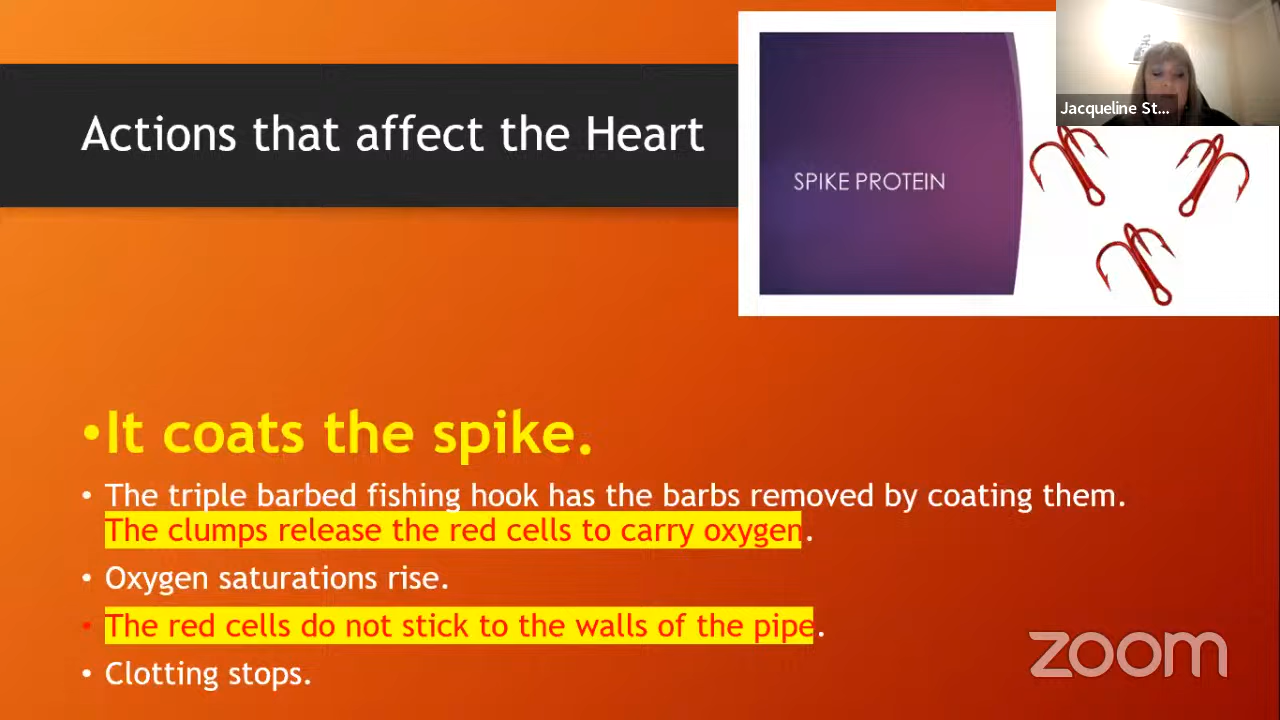 Actions that affect the Heart
SPIKE PROTEIN
Jacqueline St...
•It coats the spike.
• The triple barbed fishing hook has the barbs removed by coating them.
The clumps release the red cells to carry oxygen.
• Oxygen saturations rise.
• The red cells do not stick to the walls of the pipe.
• Clotting stops.
zoom